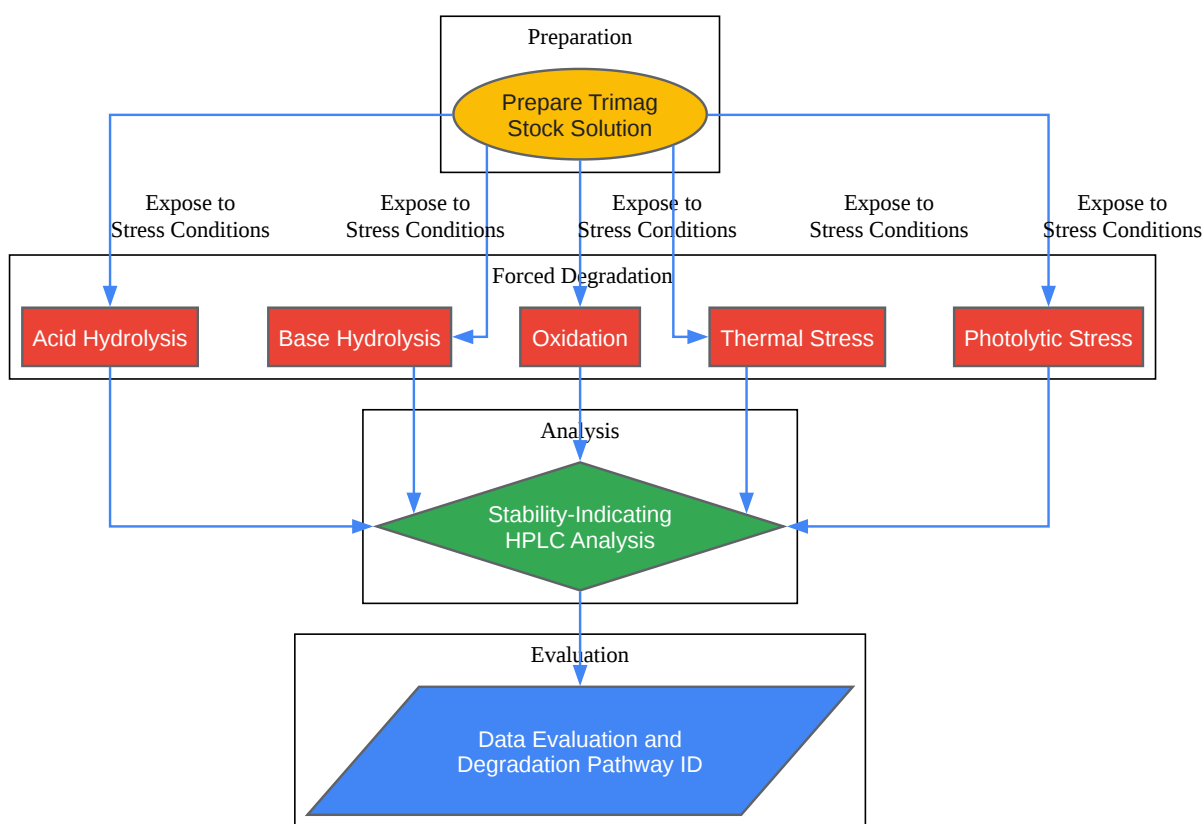 Preparation
Prepare Trimag
Stock Solution
Expose to
Stress Conditions
Expose to
Stress Conditions
Expose to
Stress Conditions
Expose to
Stress Conditions
Expose to
Stress Conditions
Forced Degradation
Acid Hydrolysis
Base Hydrolysis
Oxidation
Thermal Stress
Photolytic Stress
Analysis
Stability-Indicating
HPLC Analysis
Evaluation
Data Evaluation and
Degradation Pathway ID